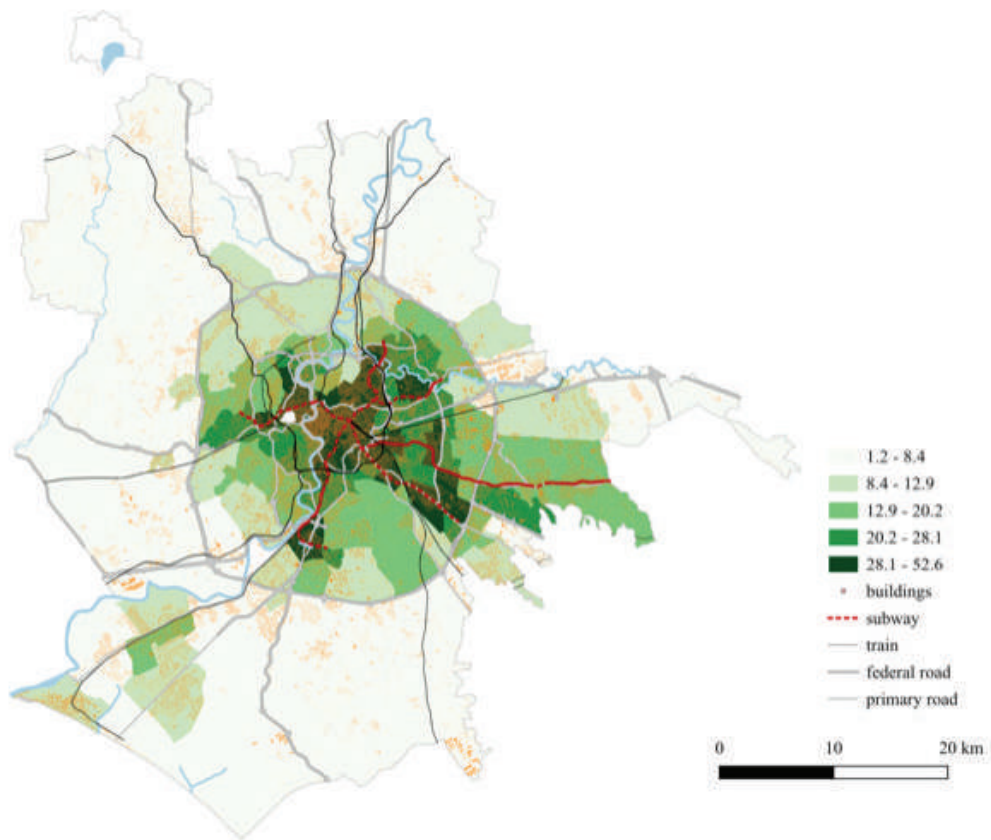 1.2 - 8.4
8.4 - 12.9
12.9 - 20.2
20.2 - 28.1
28.1 - 52.6
buildings
subway
train
federal road
primary road
0 10 20 km